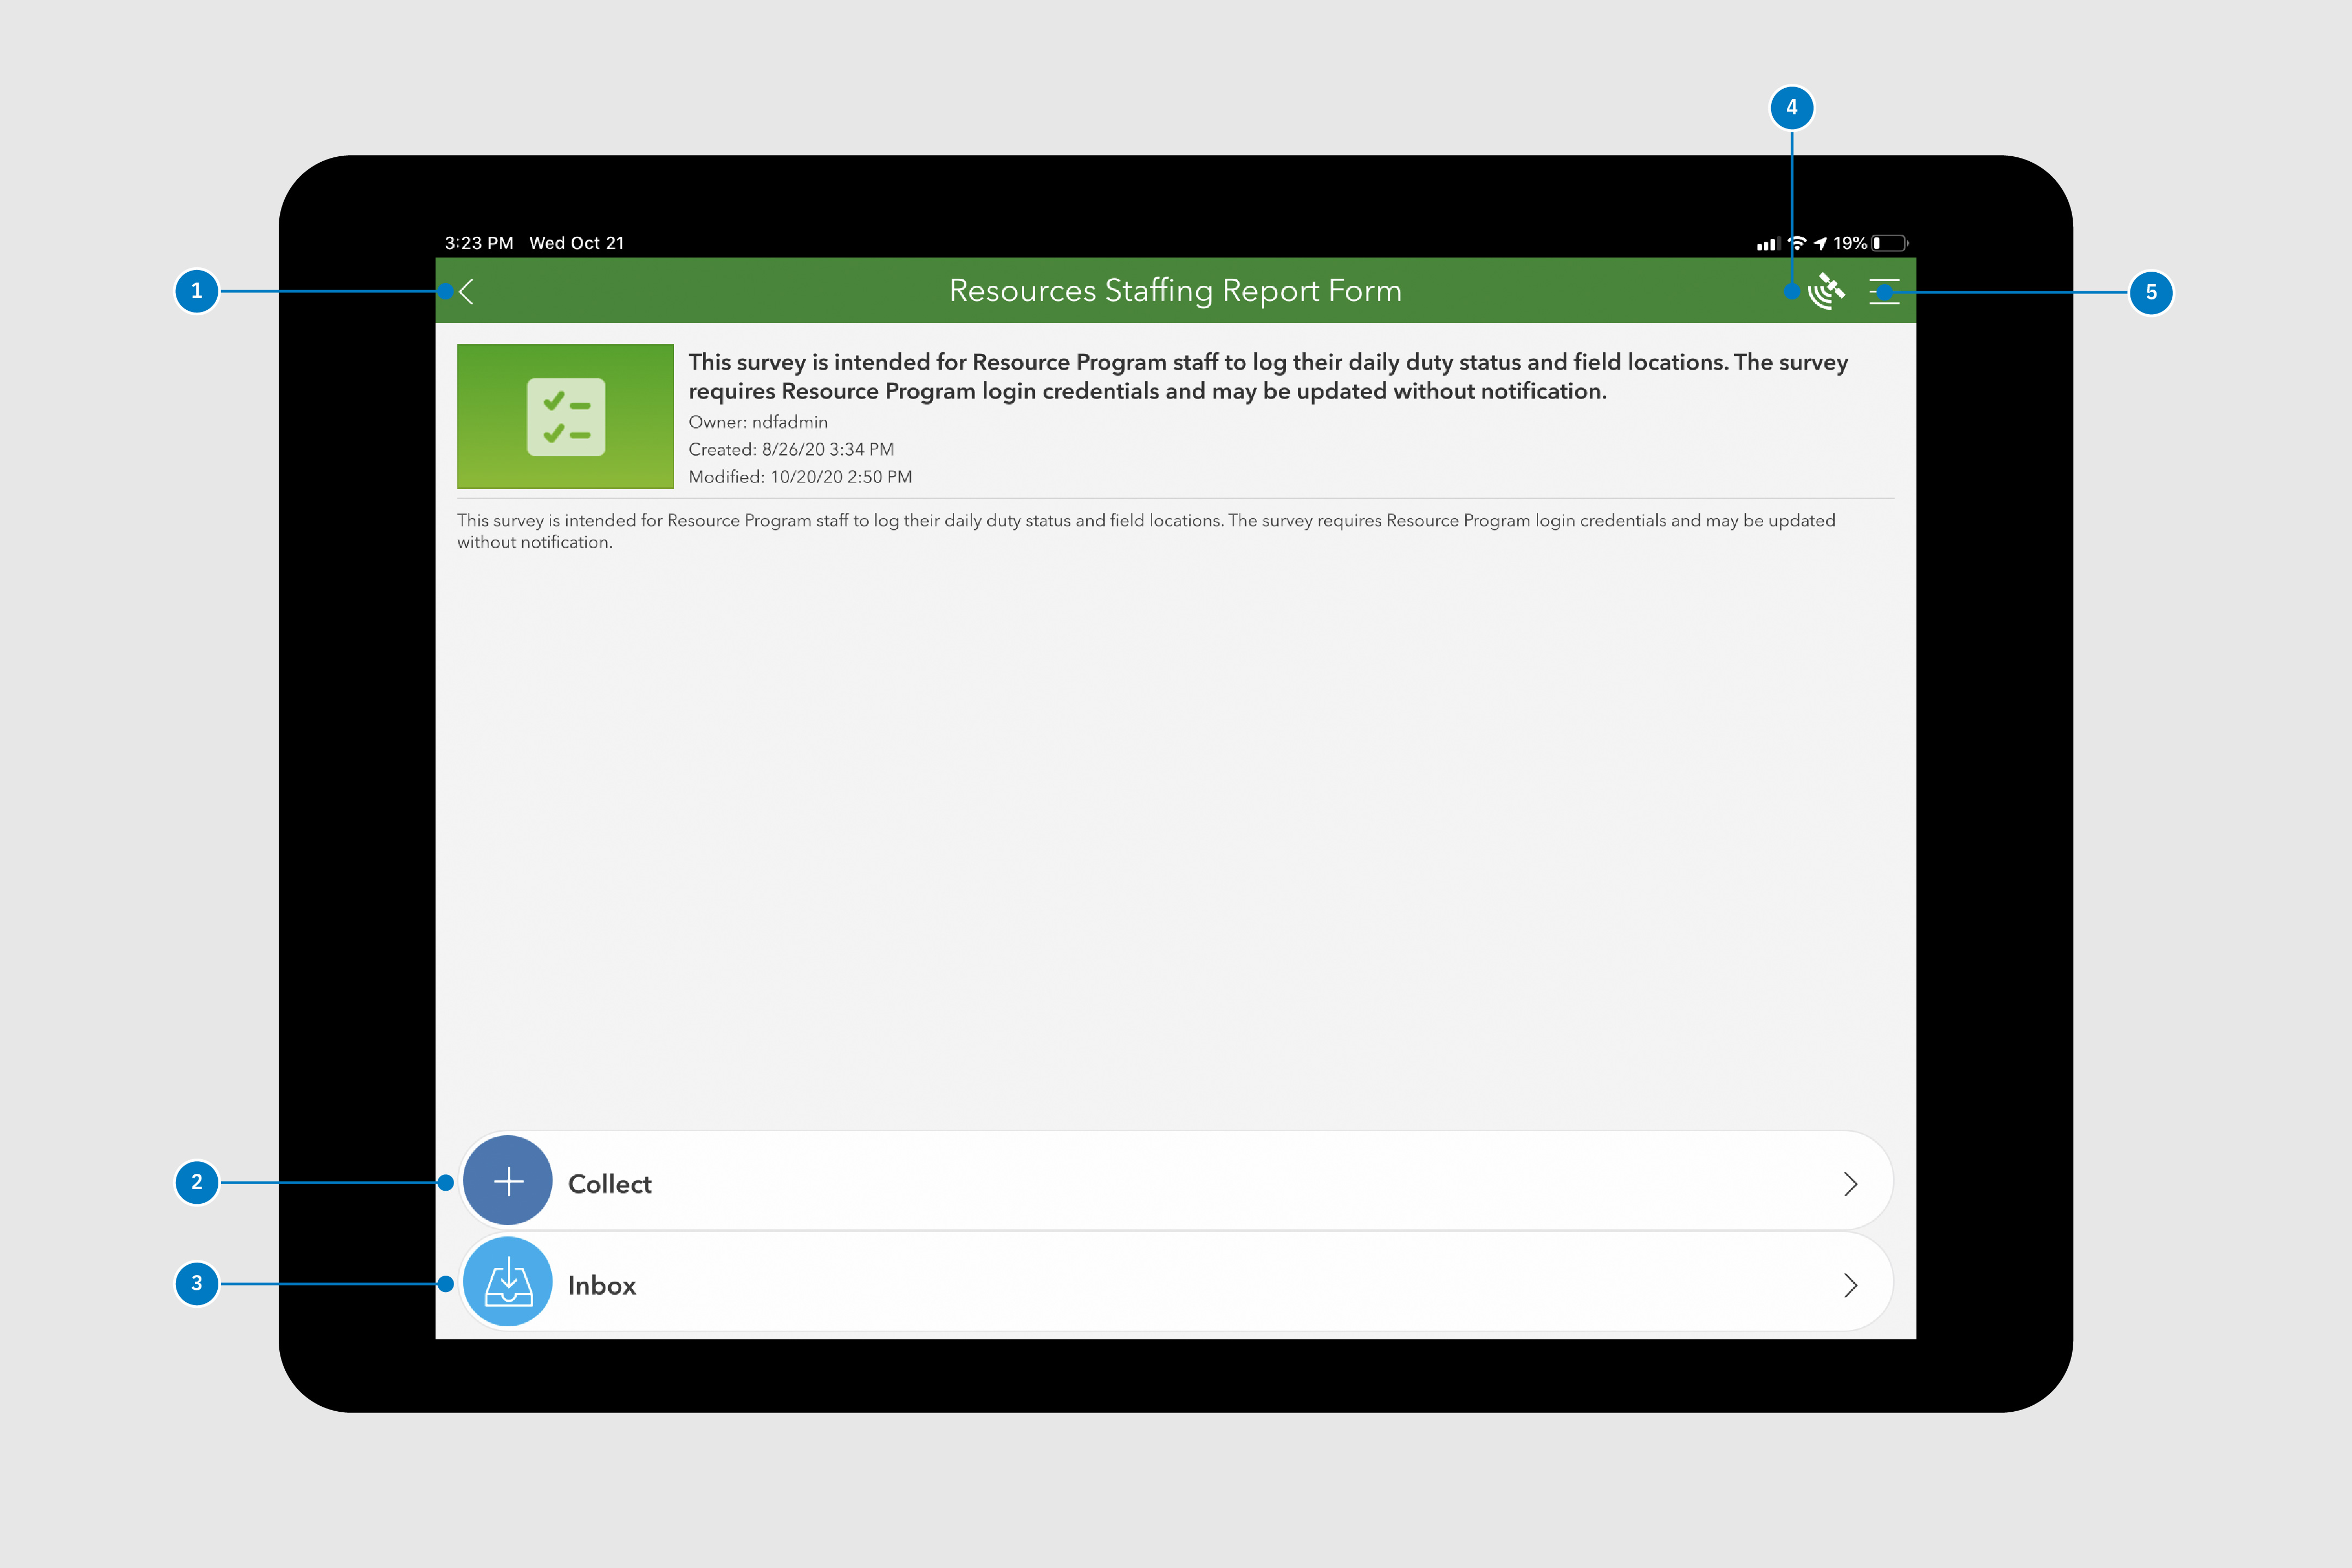 4
3:23 PM Wed Oct 21 19%
1
Resources Staffing Report Form
5
This survey is intended for Resource Program staff to log their daily duty status and field locations. The survey
requires Resource Program login credentials and may be updated without notification.
Owner: ndfadmin
Created: 8/26/20 3:34 PM
Modified: 10/20/20 2:50 PM
This survey is intended for Resource Program staff to log their daily duty status and field locations. The survey requires Resource Program login credentials and may be updated
without notification.
2
Collect
3
Inbox